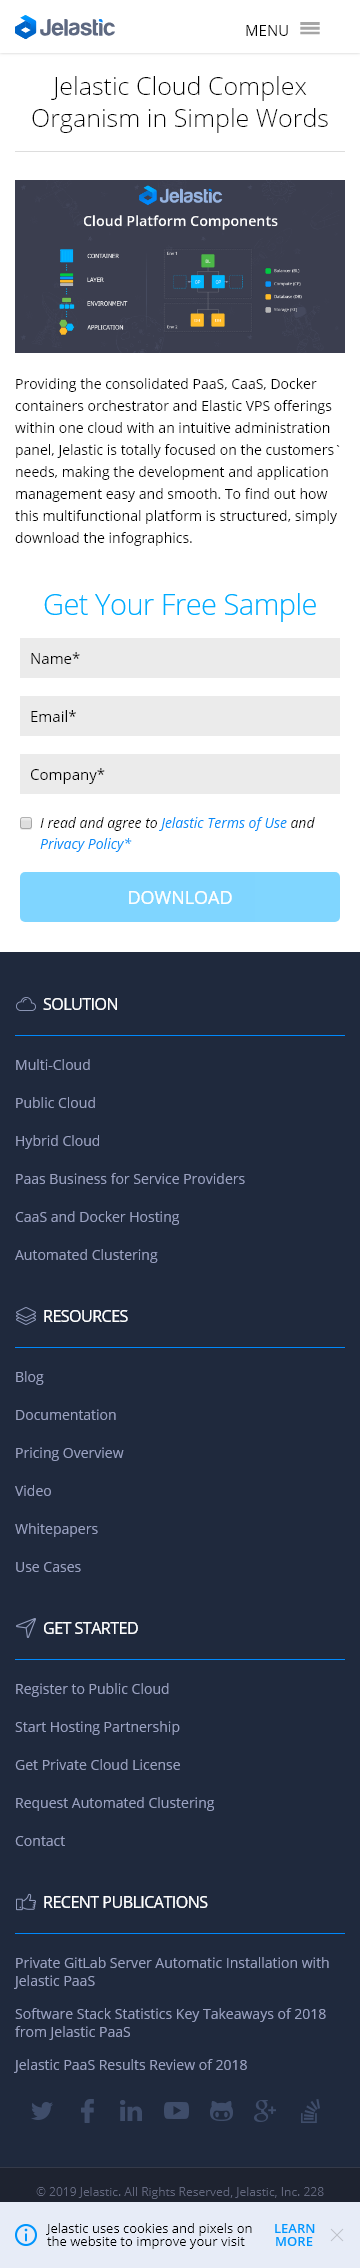 Jelastic
MENU
Jelastic Cloud Complex
Organism in Simple Words
Jelastic
Cloud Platform Components
CONTAINER
LAYER
ENVIRONMENT
APPLICATION
Providing the consolidated PaaS, CaaS, Docker
containers orchestrator and Elastic VPS offerings
within one cloud with an intuitive administration
panel, Jelastic is totally focused on the customers`
needs, making the development and application
management easy and smooth. To find out how
this multifunctional platform is structured, simply
download the infographics.
Get Your Free Sample
Name*
Email*
Company*
I read and agree to Jelastic Terms of Use and
Privacy Policy*
DOWNLOAD
SOLUTION
Multi-Cloud
Public Cloud
Hybrid Cloud
Paas Business for Service Providers
CaaS and Docker Hosting
Automated Clustering
RESOURCES
Blog
Documentation
Pricing Overview
Video
Whitepapers
Use Cases
GET STARTED
Register to Public Cloud
Start Hosting Partnership
Get Private Cloud License
Request Automated Clustering
Contact
RECENT PUBLICATIONS
Private GitLab Server Automatic Installation with
Jelastic PaaS
Software Stack Statistics Key Takeaways of 2018
from Jelastic PaaS
Jelastic PaaS Results Review of 2018
© 2019 Jelastic. All Rights Reserved, Jelastic, Inc. 228
Jelastic uses cookies and pixels on
the website to improve your visit
LEARN
MORE